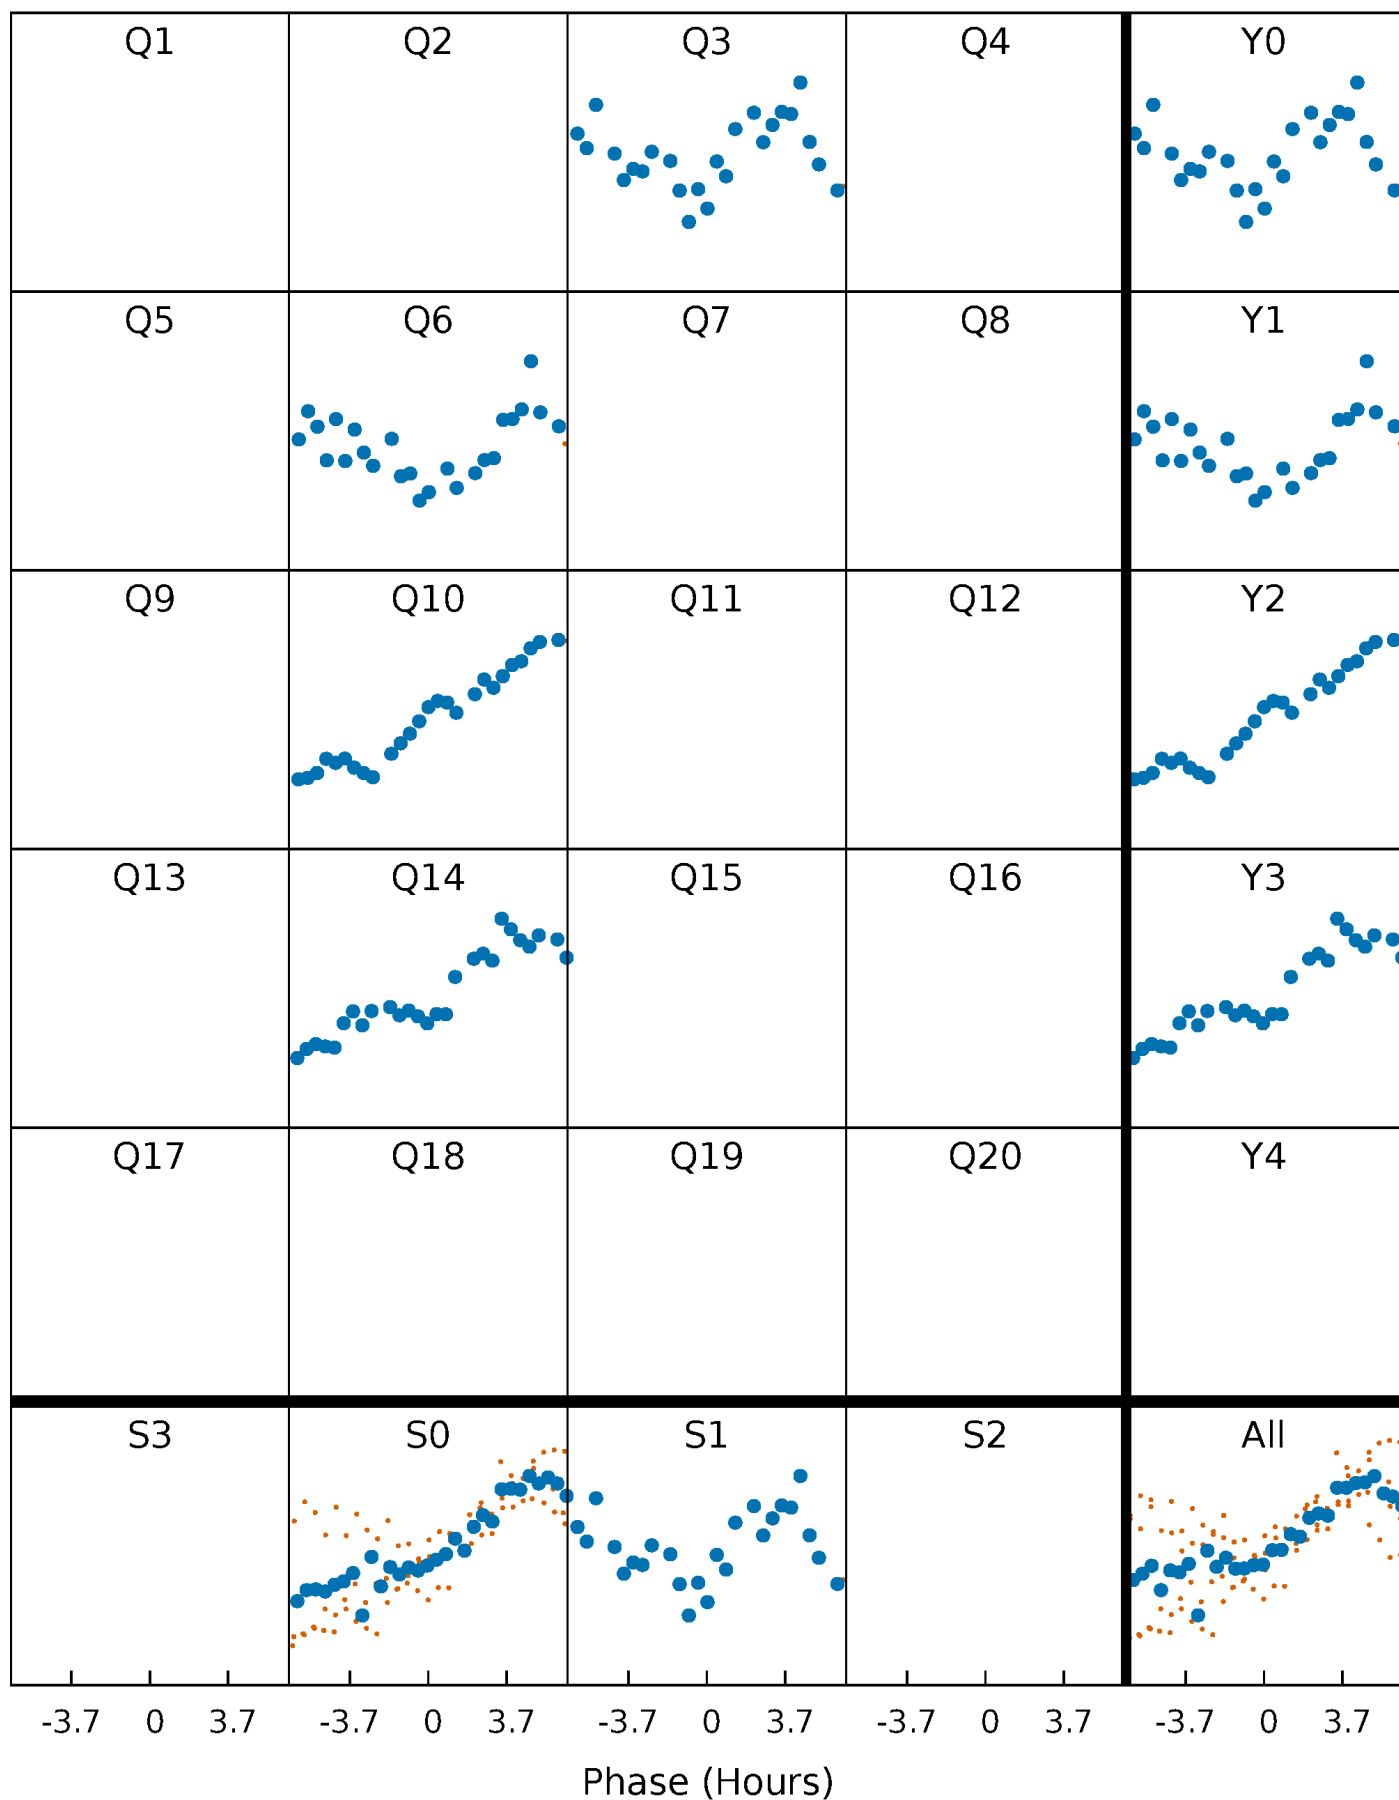 Q1 Q2 Q3 Q4 Y0
Q5 Q6 Q7 Q8 Y1
Q9 Q10 Q11 Q12 Y2
Q13 Q14 Q15 Q16 Y3
Q17 Q18 Q19 Q20 Y4
S3 S0 S1 S2 All
-3.7 0 3.7 -3.7 0 3.7 -3.7 0 3.7 -3.7 0 3.7 -3.7 0 3.7
Phase (Hours)